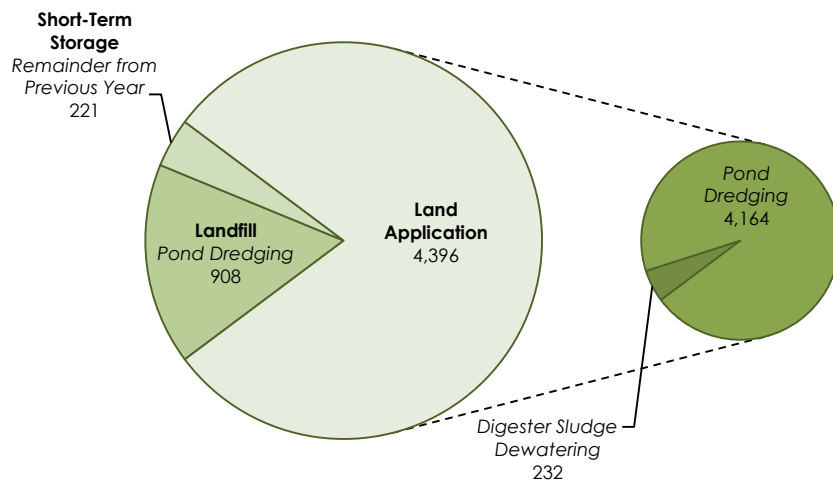 Short-Term
Storage
Remainder from
Previous Year
221
Landfill
Pond Dredging
908
Land
Application
4,396
Pond
Dredging
4,164
Digester Sludge
Dewatering
232